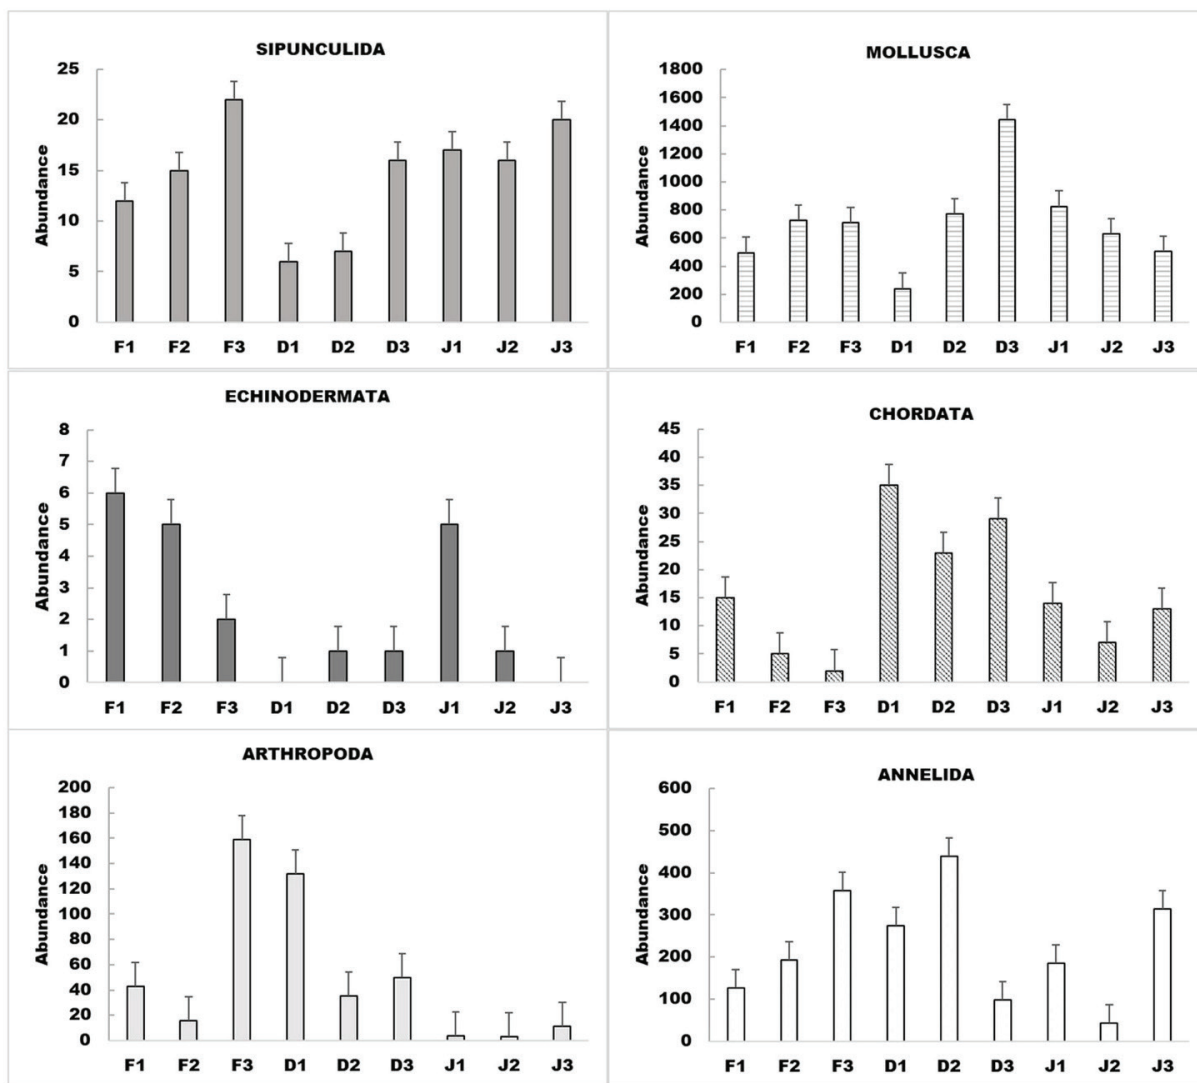 SIPUNCULIDA
Abundance
25
20
15
10
5
0
F1 F2 F3 D1 D2 D3 J1 J2 J3
MOLLUSCA
Abundance
1800
1600
1400
1200
1000
800
600
400
200
0
F1 F2 F3 D1 D2 D3 J1 J2 J3
ECHINODERMATA
Abundance
8
7
6
5
4
3
2
1
0
F1 F2 F3 D1 D2 D3 J1 J2 J3
CHORDATA
Abundance
45
40
35
30
25
20
15
10
5
0
F1 F2 F3 D1 D2 D3 J1 J2 J3
ARTHROPODA
Abundance
200
180
160
140
120
100
80
60
40
20
0
F1 F2 F3 D1 D2 D3 J1 J2 J3
ANNELIDA
Abundance
600
500
400
300
200
100
0
F1 F2 F3 D1 D2 D3 J1 J2 J3